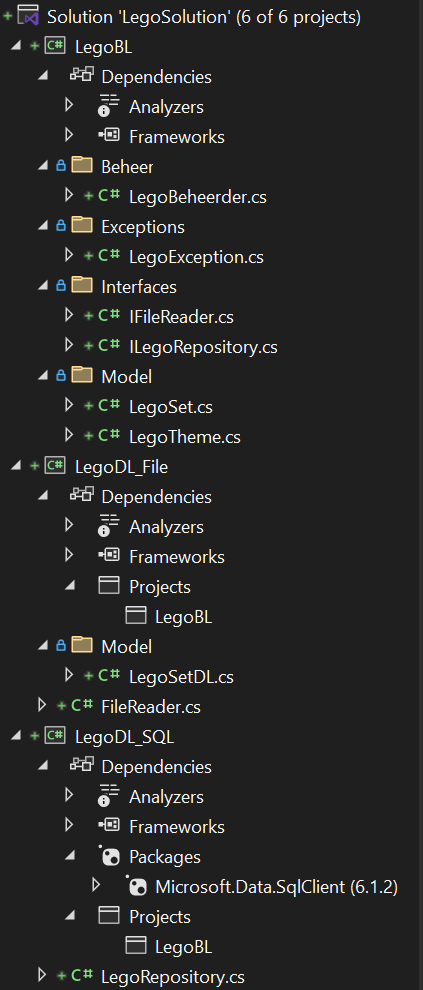 Solution 'LegoSolution' (6 of 6 projects)
C# LegoBL
Dependencies
Analyzers
Frameworks
Beheer
C# LegoBeheerder.cs
Exceptions
C# LegoException.cs
Interfaces
C# IFileReader.cs
C# ILegoRepository.cs
Model
C# LegoSet.cs
C# LegoTheme.cs
C# LegoDL_File
Dependencies
Analyzers
Frameworks
Projects
LegoBL
Model
C# LegoSetDL.cs
C# FileReader.cs
C# LegoDL_SQL
Dependencies
Analyzers
Frameworks
Packages
Microsoft.Data.SqlClient (6.1.2)
Projects
LegoBL
C# LegoRepository.cs